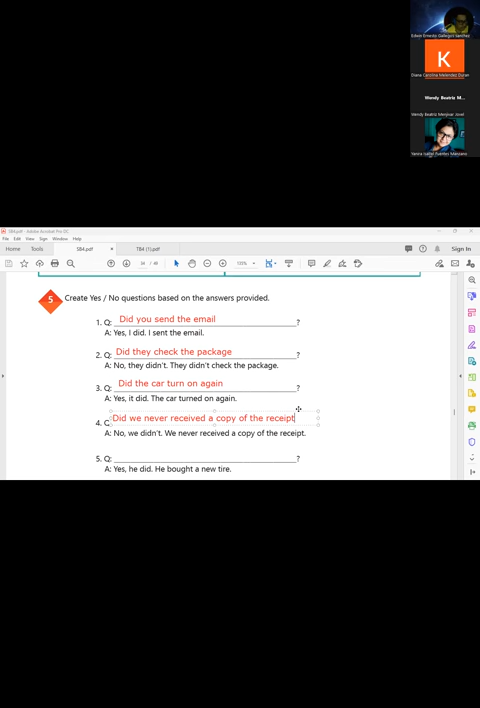 Edwin Ernesto Gallegos Sanchez
K
Diana Carolina Melendez Duran
Wendy Beatriz M...
Wendy Beatriz Menjivar Jovel
Yanira Isabel Fuentes Manzano
SB4.pdf - Adobe Acrobat Pro DC
File Edit View Sign Window Help
Home Tools SB4.pdf × TB4 (1).pdf Sign In
34 / 48 155%
5 Create Yes / No questions based on the answers provided.
1. Q: Did you send the email ?
A: Yes, I did. I sent the email.
2. Q: Did they check the package ?
A: No, they didn't. They didn't check the package.
3. Q: Did the car turn on again ?
A: Yes, it did. The car turned on again.
4. Q Did we never received a copy of the receipt
A: No, we didn't. We never received a copy of the receipt.
5. Q: ?
A: Yes, he did. He bought a new tire.